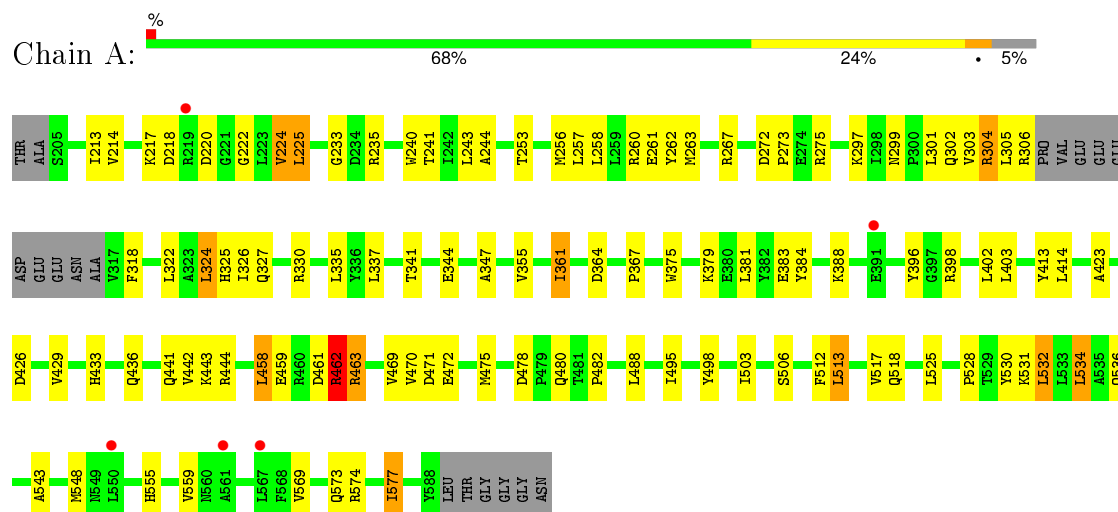 %
Chain A:
68% 24% • 5%
THR ALA S205 I213 V214 K217 D218 R219 D220 G221 G222 L223 V224 L225 G233 D234 R235 W240 T241 I242 L243 A244 T253 M256 L257 L258 L259 R260 E261 Y262 M263 R267 D272 P273 E274 R275 K297 I298 N299 P300 L301 Q302 V303 R304 L305 R306 PRO VAL GLU GLU GLU
ASP GLU GLU ASN ALA V317 F318 L322 A323 L324 H325 I326 Q327 R330 L335 Y336 L337 T341 E344 A347 V355 I361 D364 P367 W375 K379 E380 L381 Y382 E383 Y384 K388 E391 Y396 G397 R398 L402 L403 Y413 L414 A423
D426 V429 H433 Q436 Q441 V442 K443 R444 L458 E459 R460 D461 R462 R463 V469 V470 D471 E472 M475 D478 P479 Q480 T481 P482 L488 I495 Y498 I503 S506 F512 L513 V517 Q518 L525 P528 T529 Y530 K531 L532 L533 L534 A535 Q536
A543 M548 N549 L550 H555 V559 N560 A561 L567 F568 V569 Q573 R574 I577 Y588 LEU THR GLY GLY GLY ASN